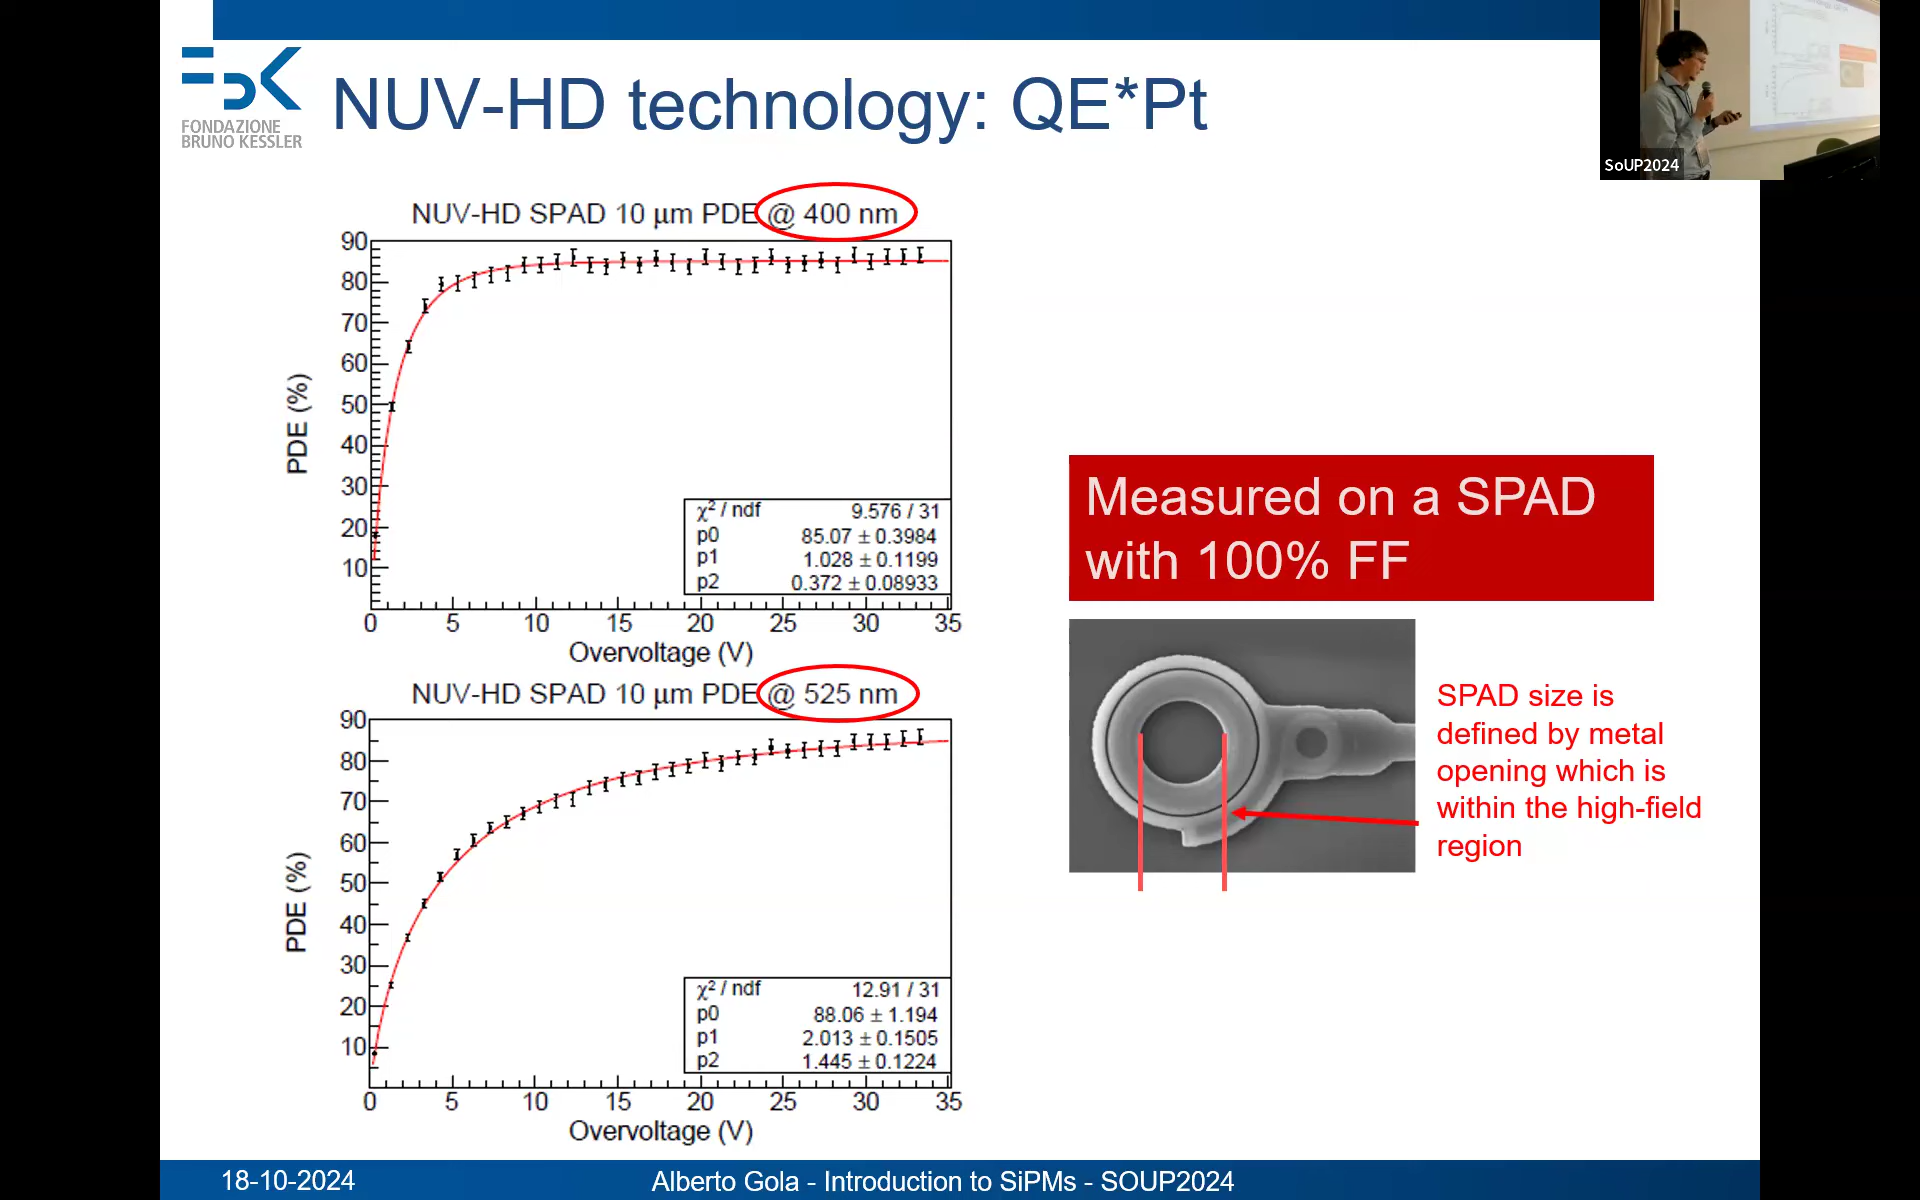 FONDAZIONE
BRUNO KESSLER
NUV-HD technology: QE*Pt
SoUP2024
NUV-HD SPAD 10 μm PDE @ 400 nm
90
80
70
60
50
40
30
20
10
PDE (%)
χ² / ndf 9.576 / 31
p0 85.07 ± 0.3984
p1 1.028 ± 0.1199
p2 0.372 ± 0.08933
0 5 10 15 20 25 30 35
Overvoltage (V)
NUV-HD SPAD 10 μm PDE @ 525 nm
90
80
70
60
50
40
30
20
10
PDE (%)
χ² / ndf 12.91 / 31
p0 88.06 ± 1.194
p1 2.013 ± 0.1505
p2 1.445 ± 0.1224
0 5 10 15 20 25 30 35
Overvoltage (V)
Measured on a SPAD
with 100% FF
SPAD size is
defined by metal
opening which is
within the high-field
region
18-10-2024
Alberto Gola - Introduction to SiPMs - SOUP2024